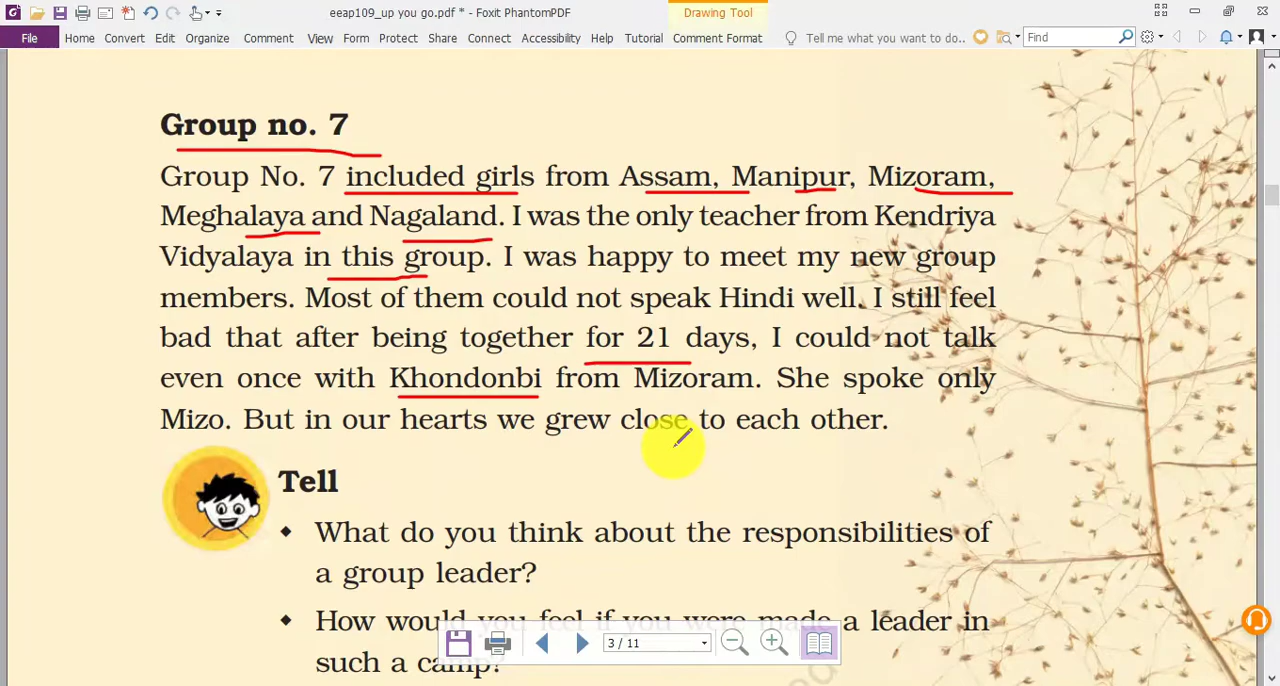 eeap109_up you go.pdf * - Foxit PhantomPDF
Drawing Tool
File Home Convert Edit Organize Comment View Form Protect Share Connect Accessibility Help Tutorial Comment Format Tell me what you want to do.. Find
Group no. 7
Group No. 7 included girls from Assam, Manipur, Mizoram,
Meghalaya and Nagaland. I was the only teacher from Kendriya
Vidyalaya in this group. I was happy to meet my new group
members. Most of them could not speak Hindi well. I still feel
bad that after being together for 21 days, I could not talk
even once with Khondonbi from Mizoram. She spoke only
Mizo. But in our hearts we grew close to each other.
Tell
◆ What do you think about the responsibilities of
a group leader?
◆ How would you feel if you were made a leader in
such a camp?
3 / 11